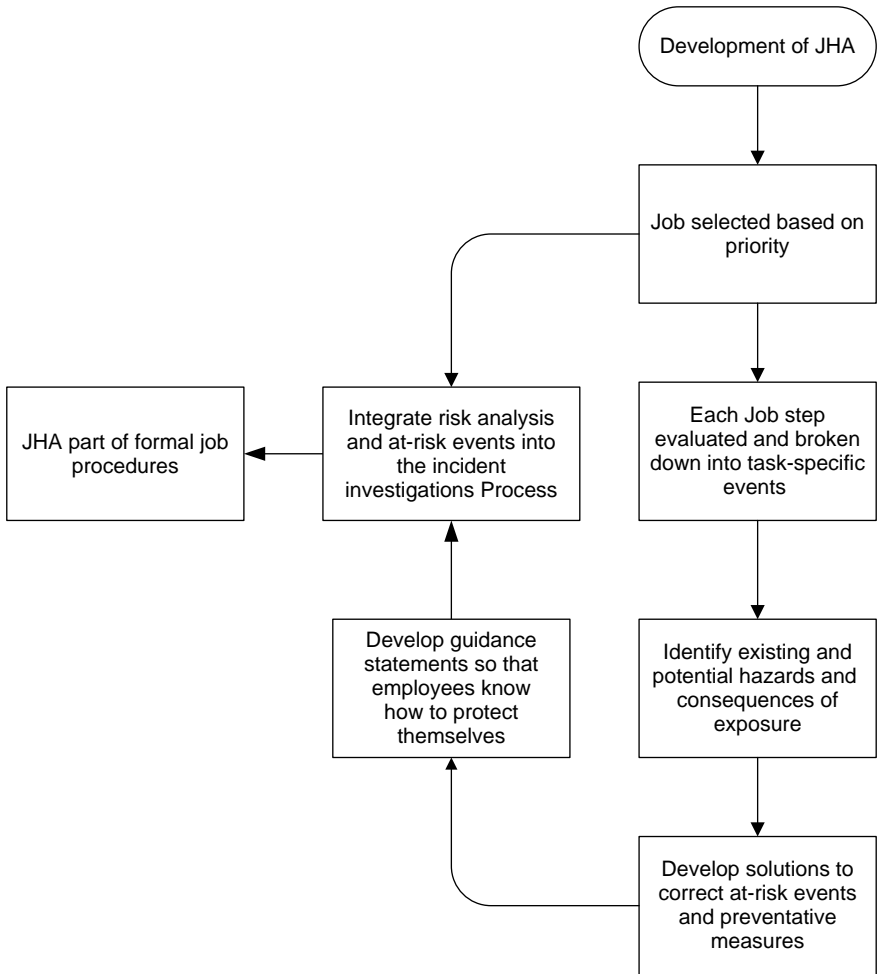 Development of JHA
Job selected based on
priority
Each Job step
evaluated and broken
down into task-specific
events
Identify existing and
potential hazards and
consequences of
exposure
Develop solutions to
correct at-risk events
and preventative
measures
Develop guidance
statements so that
employees know
how to protect
themselves
Integrate risk analysis
and at-risk events into
the incident
investigations Process
JHA part of formal job
procedures